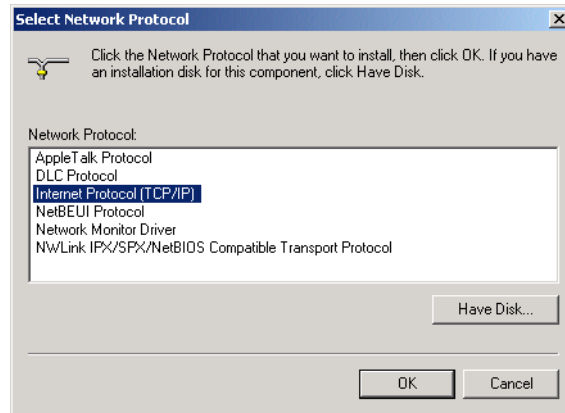 Select Network Protocol
Click the Network Protocol that you want to install, then click OK. If you have
an installation disk for this component, click Have Disk.
Network Protocol:
AppleTalk Protocol
DLC Protocol
Internet Protocol (TCP/IP)
NetBEUI Protocol
Network Monitor Driver
NWLink IPX/SPX/NetBIOS Compatible Transport Protocol
Have Disk...
OK
Cancel